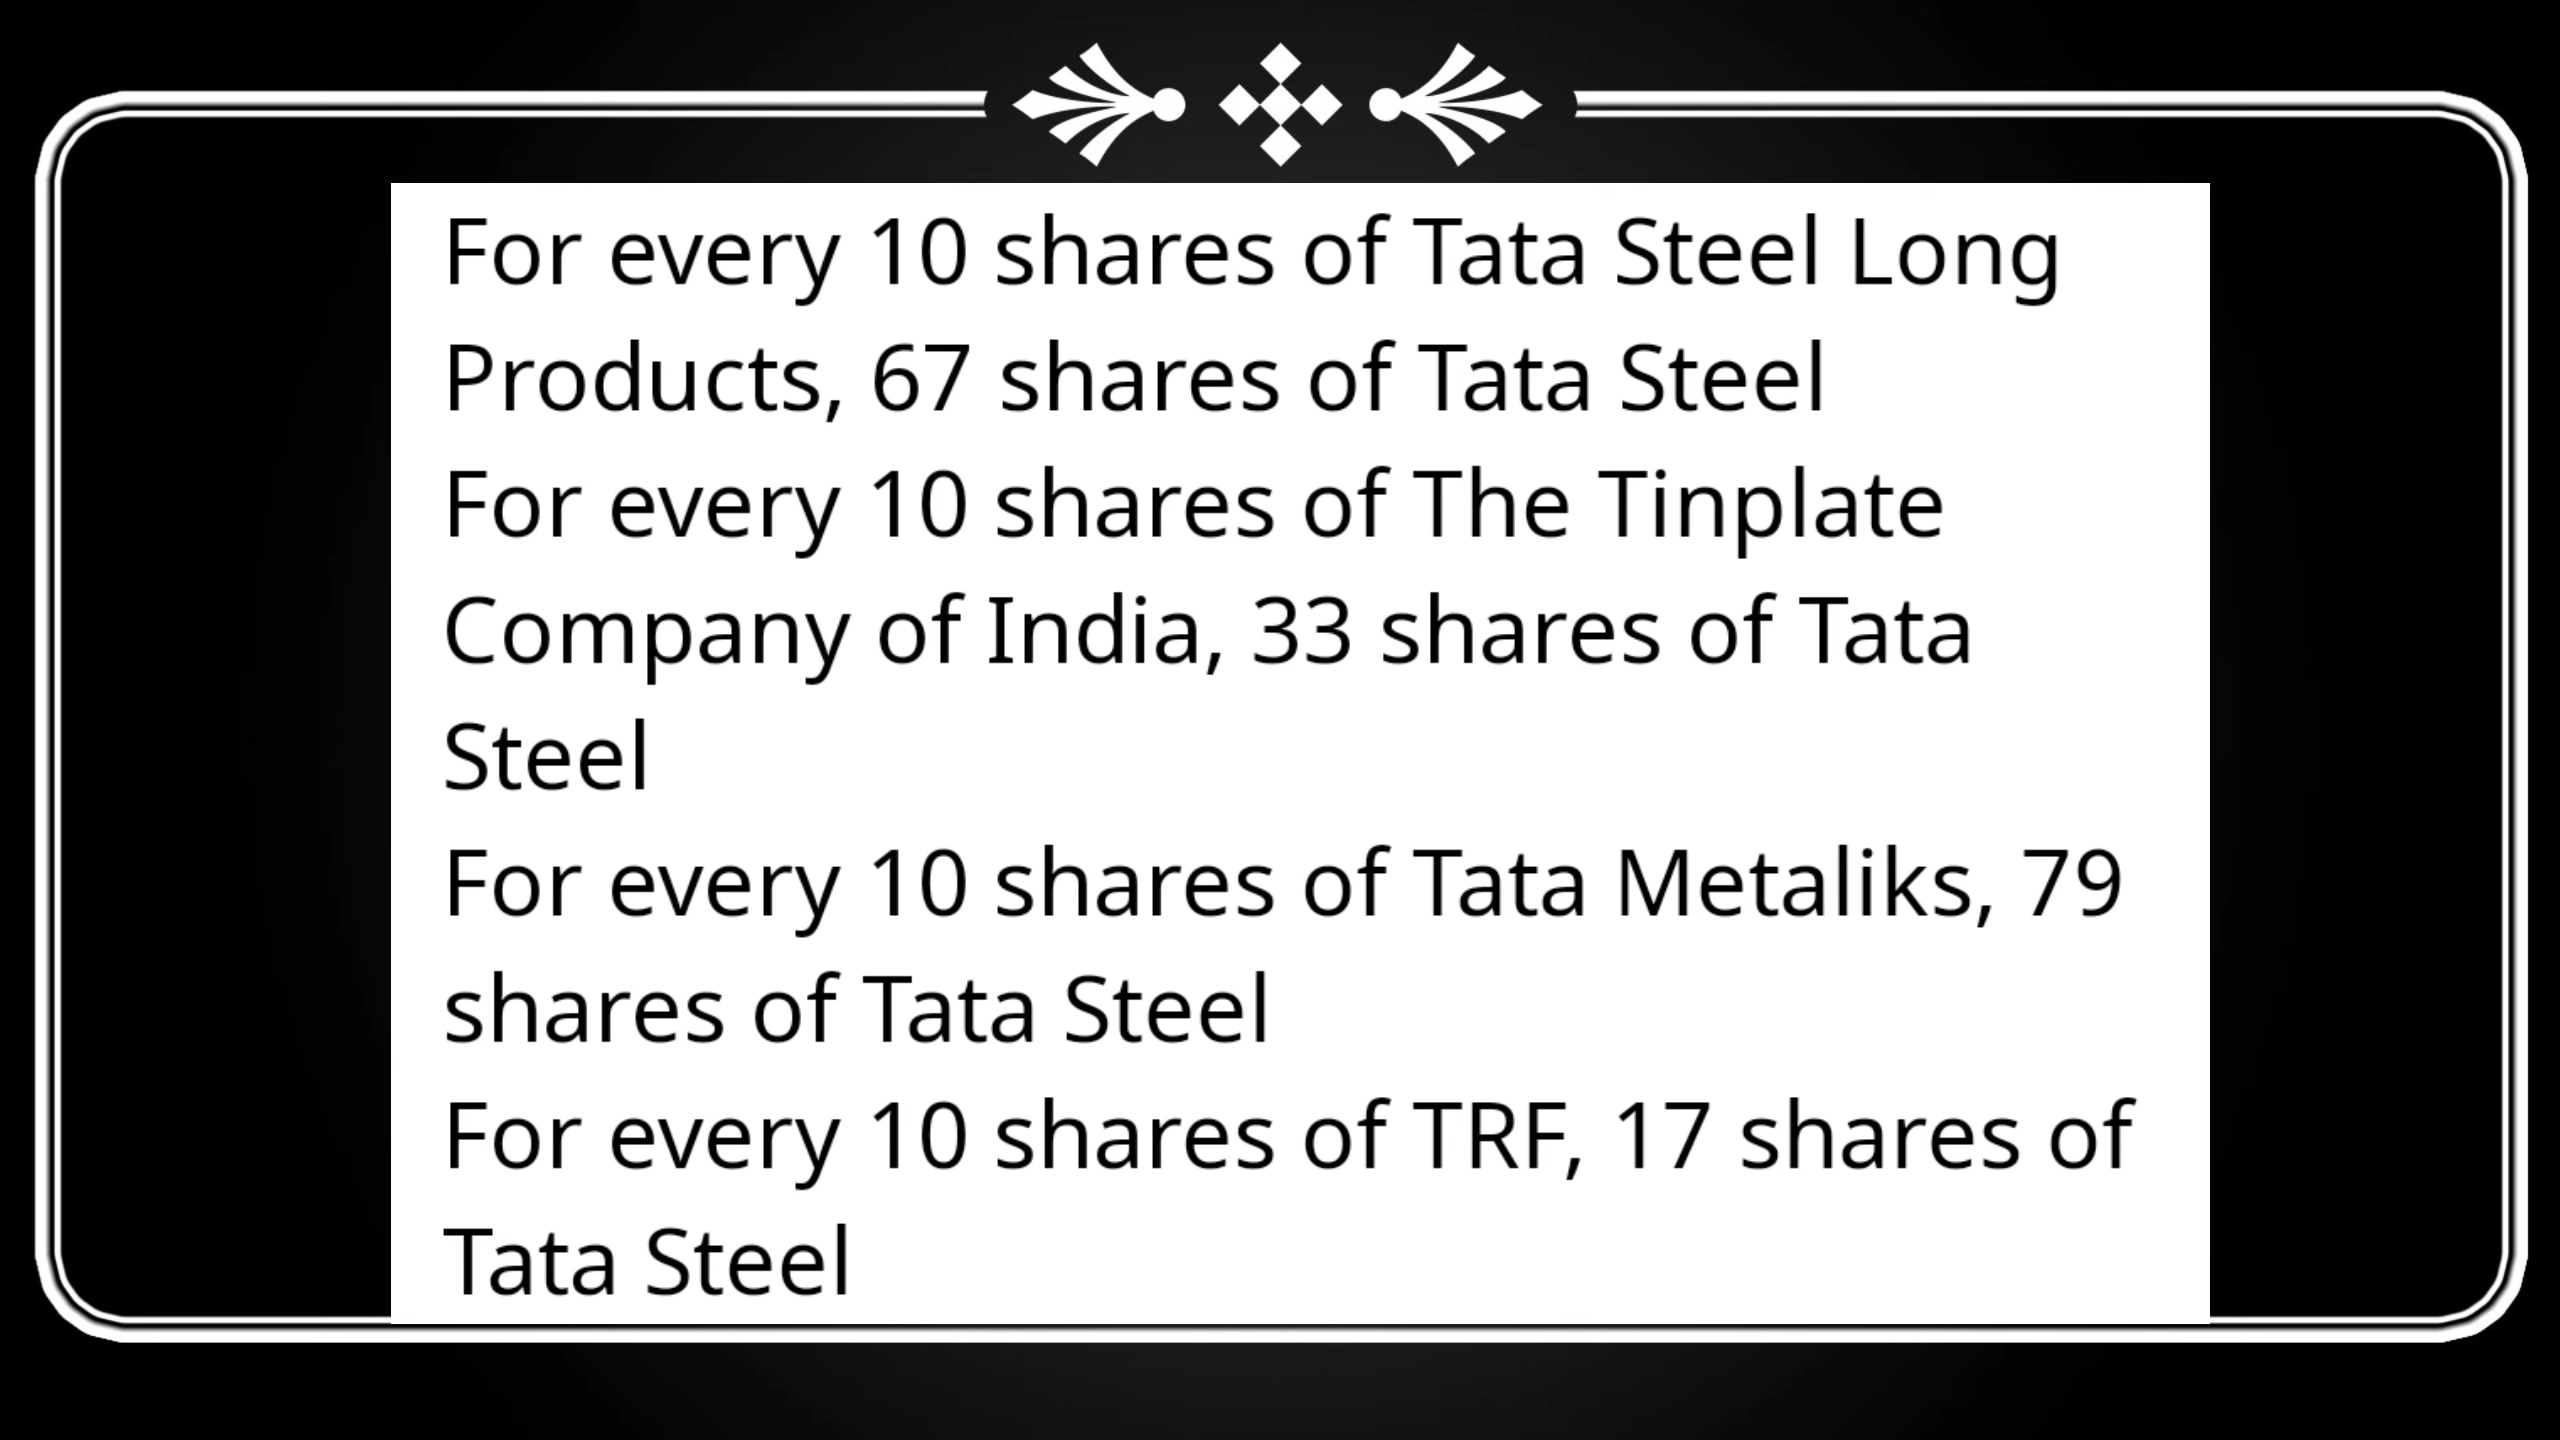 For every 10 shares of Tata Steel Long
Products, 67 shares of Tata Steel
For every 10 shares of The Tinplate
Company of India, 33 shares of Tata
Steel
For every 10 shares of Tata Metaliks, 79
shares of Tata Steel
For every 10 shares of TRF, 17 shares of
Tata Steel